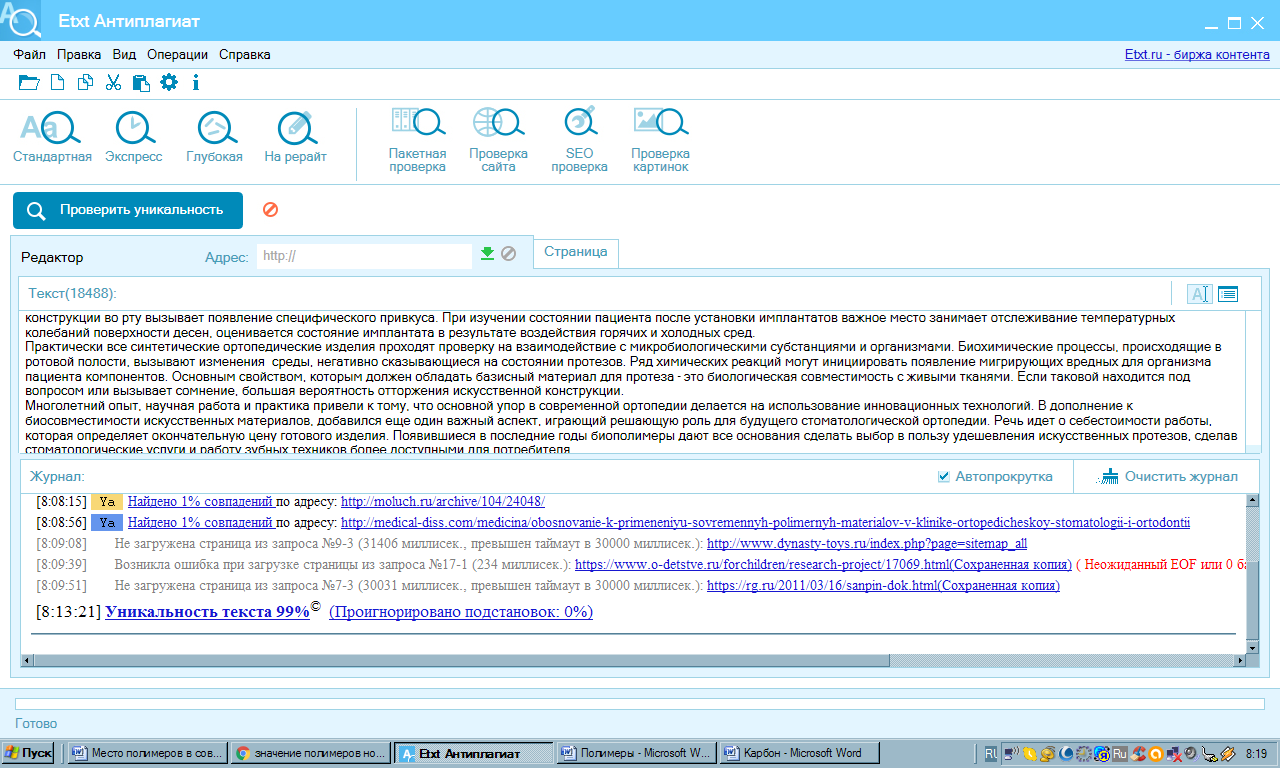 Etxt Антиплагиат
Файл Правка Вид Операции Справка
Etxt.ru - биржа контента
Стандартная Экспресс Глубокая На рерайт Пакетная проверка Проверка сайта SEO проверка Проверка картинок
Проверить уникальность
Редактор Адрес: http:// Страница
Текст(18488):
конструкции во рту вызывает появление специфического привкуса. При изучении состоянии пациента после установки имплантатов важное место занимает отслеживание температурных
колебаний поверхности десен, оценивается состояние имплантата в результате воздействия горячих и холодных сред.
Практически все синтетические ортопедические изделия проходят проверку на взаимодействие с микробиологическими субстанциями и организмами. Биохимические процессы, происходящие в
ротовой полости, вызывают изменения  среды, негативно сказывающиеся на состоянии протезов. Ряд химических реакций могут инициировать появление мигрирующих вредных для организма
пациента компонентов. Основным свойством, которым должен обладать базисный материал для протеза - это биологическая совместимость с живыми тканями. Если таковой находится под
вопросом или вызывает сомнение, большая вероятность отторжения искусственной конструкции.
Многолетний опыт, научная работа и практика привели к тому, что основной упор в современной ортопедии делается на использование инновационных технологий. В дополнение к
биосовместимости искусственных материалов, добавился еще один важный аспект, играющий решающую роль для будущего стоматологической ортопедии. Речь идет о себестоимости работы,
которая определяет окончательную цену готового изделия. Появившиеся в последние годы биополимеры дают все основания сделать выбор в пользу удешевления искусственных протезов, сделав
стоматологические услуги и работу зубных техников более доступными для потребителя.
Журнал: Автопрокрутка Очистить журнал
[8:08:15] Ya Найдено 1% совпадений по адресу: http://moluch.ru/archive/104/24048/
[8:08:56] Ya Найдено 1% совпадений по адресу: http://medical-diss.com/medicina/obosnovanie-k-primeneniyu-sovremennyh-polimernyh-materialov-v-klinike-ortopedicheskoy-stomatologii-i-ortodontii
[8:09:08] Не загружена страница из запроса №9-3 (31406 миллисек., превышен таймаут в 30000 миллисек.): http://www.dynasty-toys.ru/index.php?page=sitemap_all
[8:09:39] Возникла ошибка при загрузке страницы из запроса №17-1 (234 миллисек.): https://www.o-detstve.ru/forchildren/research-project/17069.html(Сохраненная копия) ( Неожиданный EOF или 0 б
[8:09:51] Не загружена страница из запроса №7-3 (30031 миллисек., превышен таймаут в 30000 миллисек.): https://rg.ru/2011/03/16/sanpin-dok.html(Сохраненная копия)
[8:13:21] Уникальность текста 99%© (Проигнорировано подстановок: 0%)
Готово
Пуск Место полимеров в сов... значение полимеров но... Etxt Антиплагиат Полимеры - Microsoft W... Карбон - Microsoft Word Ru 8:19